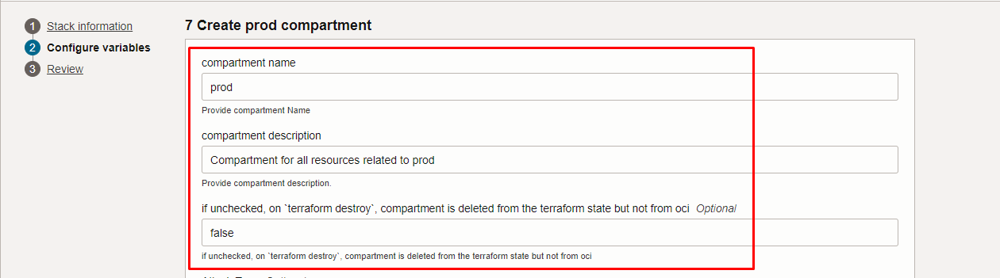 1 Stack information
2 Configure variables
3 Review
7 Create prod compartment
compartment name
prod
Provide compartment Name
compartment description
Compartment for all resources related to prod
Provide compartment description.
if unchecked, on `terraform destroy`, compartment is deleted from the terraform state but not from oci Optional
false
if unchecked, on `terraform destroy`, compartment is deleted from the terraform state but not from oci